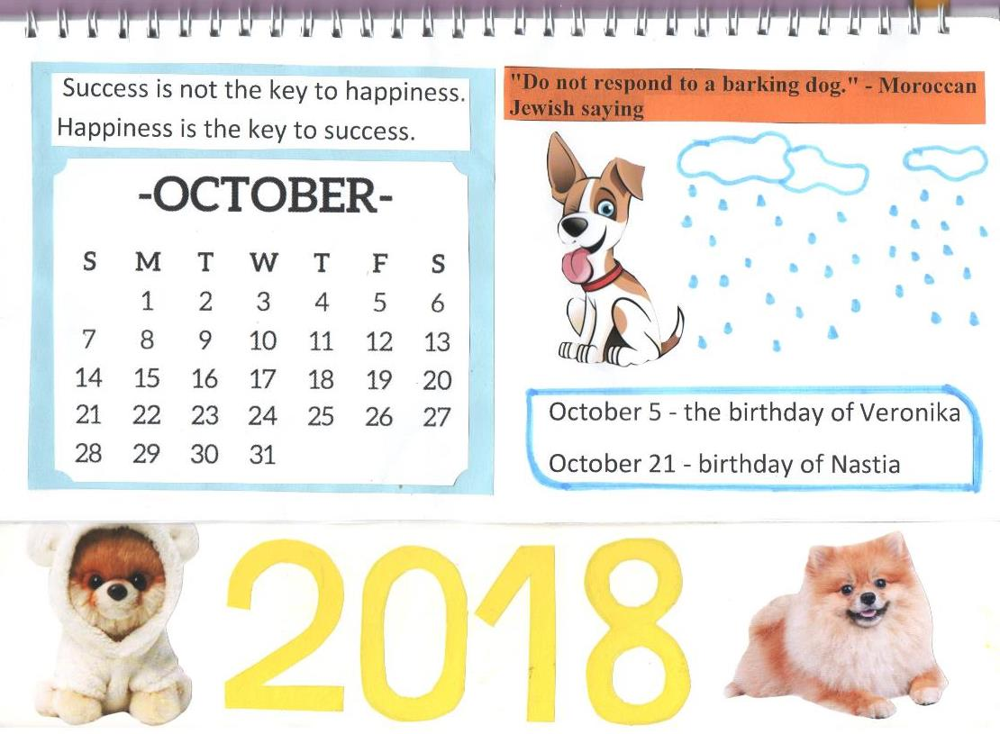 Success is not the key to happiness.
Happiness is the key to success.
-OCTOBER-
S M T W T F S
1 2 3 4 5 6
7 8 9 10 11 12 13
14 15 16 17 18 19 20
21 22 23 24 25 26 27
28 29 30 31
"Do not respond to a barking dog." - Moroccan
Jewish saying
October 5 - the birthday of Veronika
October 21 - birthday of Nastia
2018